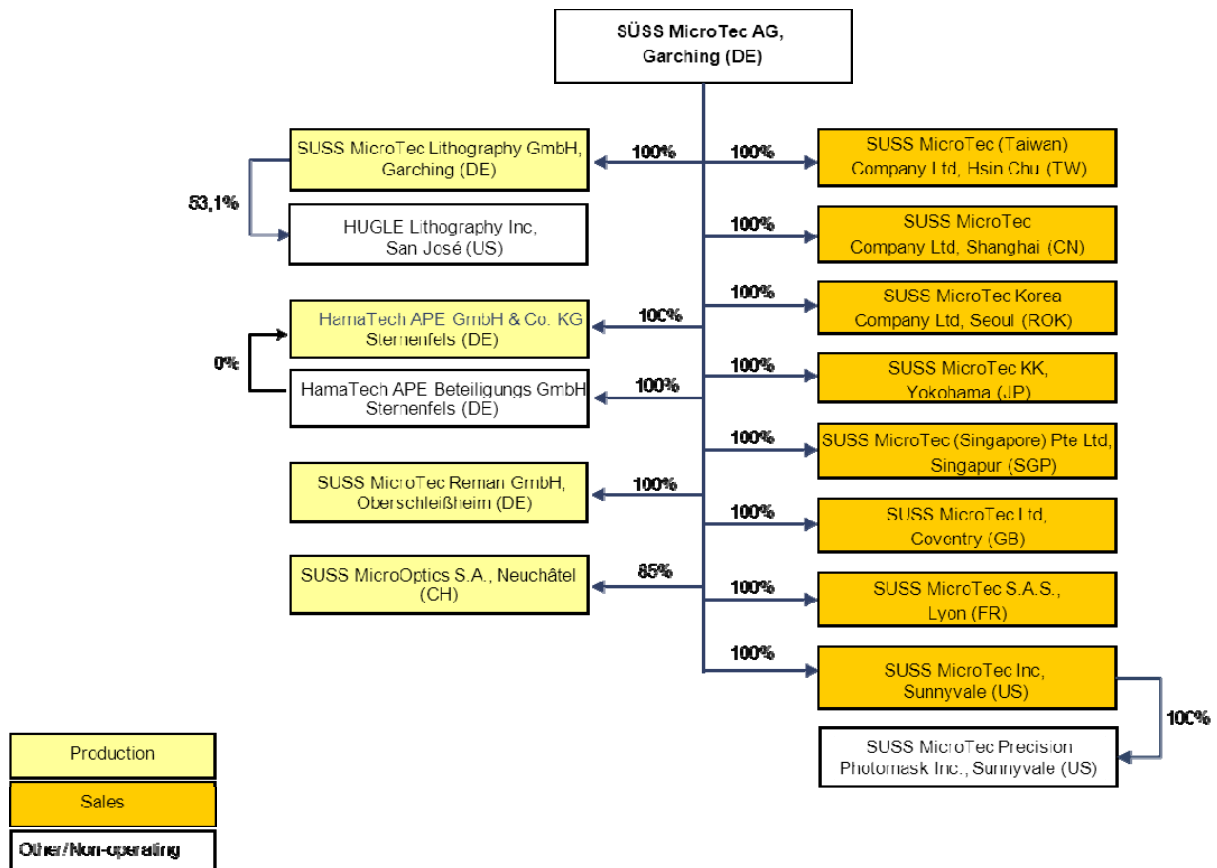 SÜSS MicroTec AG,
Garching (DE)
SUSS MicroTec Lithography GmbH,
Garching (DE)
100%
100%
SUSS MicroTec (Taiwan)
Company Ltd, Hsin Chu (TW)
53,1%
HUGLE Lithography Inc,
San José (US)
100%
SUSS MicroTec
Company Ltd, Shanghai (CN)
HamaTech APE GmbH & Co. KG
Sternenfels (DE)
100%
100%
SUSS MicroTec Korea
Company Ltd, Seoul (ROK)
0%
HamaTech APE Beteiligungs GmbH
Sternenfels (DE)
100%
100%
SUSS MicroTec KK,
Yokohama (JP)
100%
SUSS MicroTec (Singapore) Pte Ltd,
Singapur (SGP)
SUSS MicroTec Reman GmbH,
Oberschleißheim (DE)
100%
100%
SUSS MicroTec Ltd,
Coventry (GB)
SUSS MicroOptics S.A., Neuchâtel
(CH)
85%
100%
SUSS MicroTec S.A.S.,
Lyon (FR)
100%
SUSS MicroTec Inc,
Sunnyvale (US)
100%
SUSS MicroTec Precision
Photomask Inc., Sunnyvale (US)
Production
Sales
Other/Non-operating